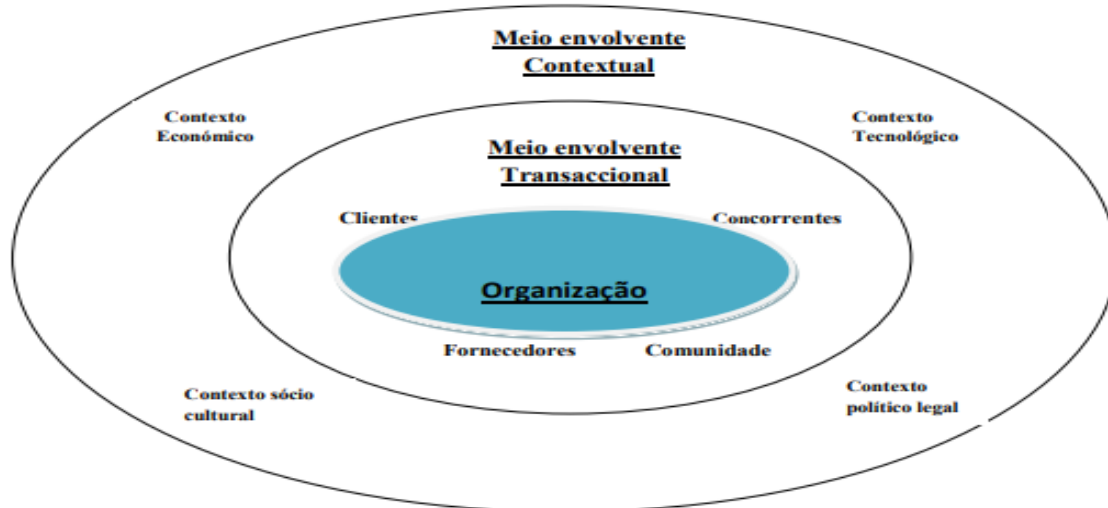 Meio envolvente
Contextual
Contexto
Económico
Contexto
Tecnológico
Meio envolvente
Transaccional
Clientes
Concorrentes
Organização
Fornecedores
Comunidade
Contexto sócio
cultural
Contexto
político legal